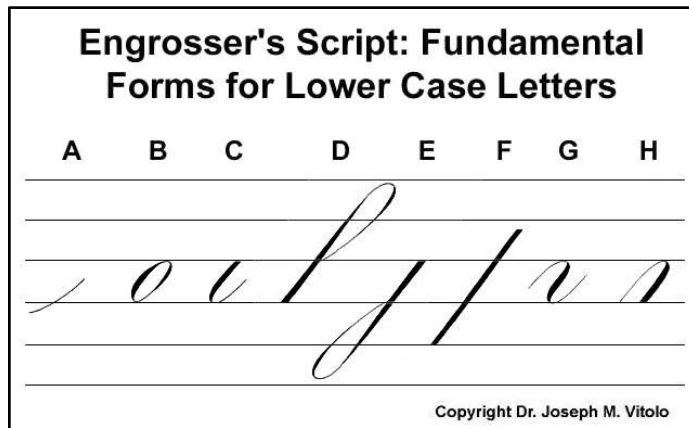 Engrosser's Script: Fundamental
Forms for Lower Case Letters
A B C D E F G H
Copyright Dr. Joseph M. Vitolo